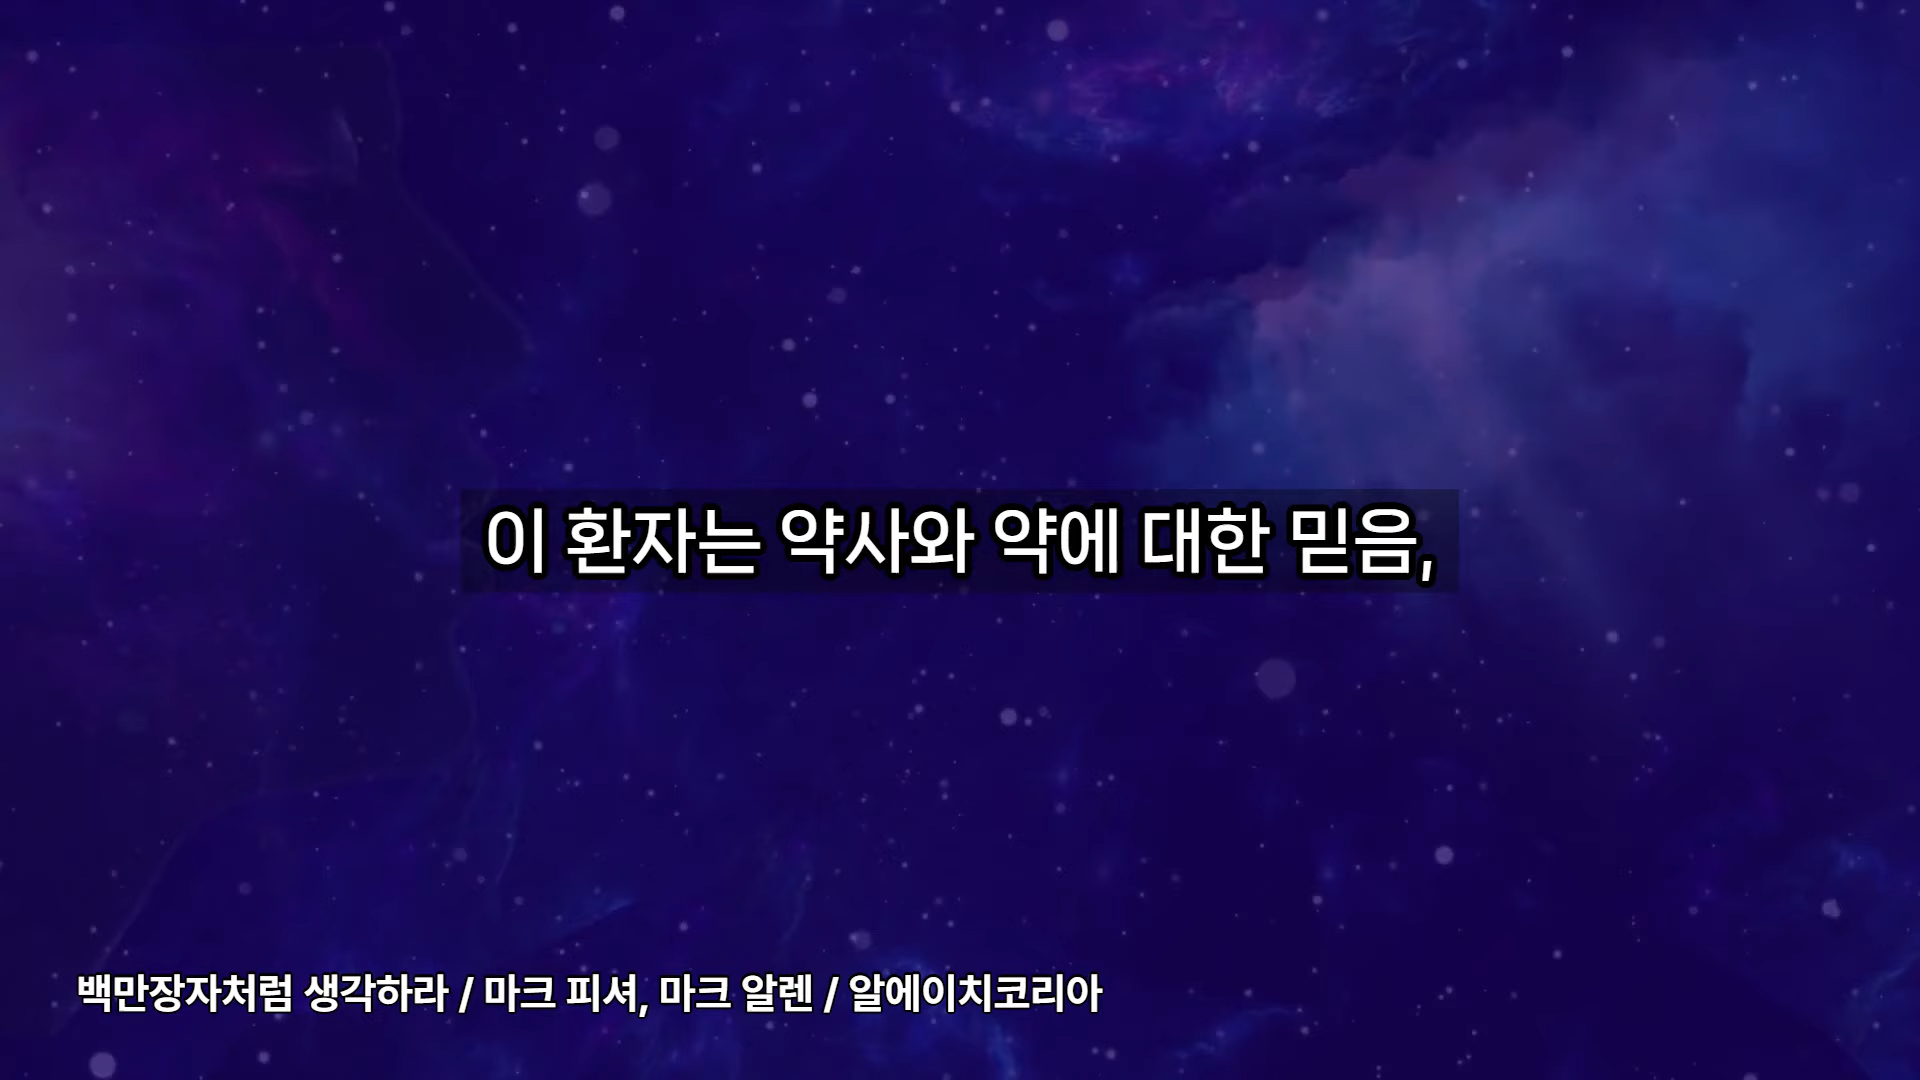 이 환자는 약사와 약에 대한 믿음,
백만장자처럼 생각하라 / 마크 피셔, 마크 알렌 / 알에이치코리아